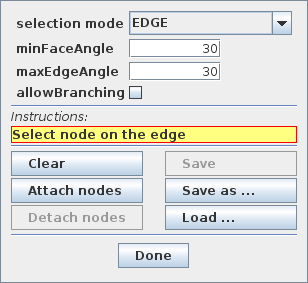 selection mode EDGE
minFaceAngle 30
maxEdgeAngle 30
allowBranching
Instructions:
Select node on the edge
Clear Save
Attach nodes Save as ...
Detach nodes Load ...
Done